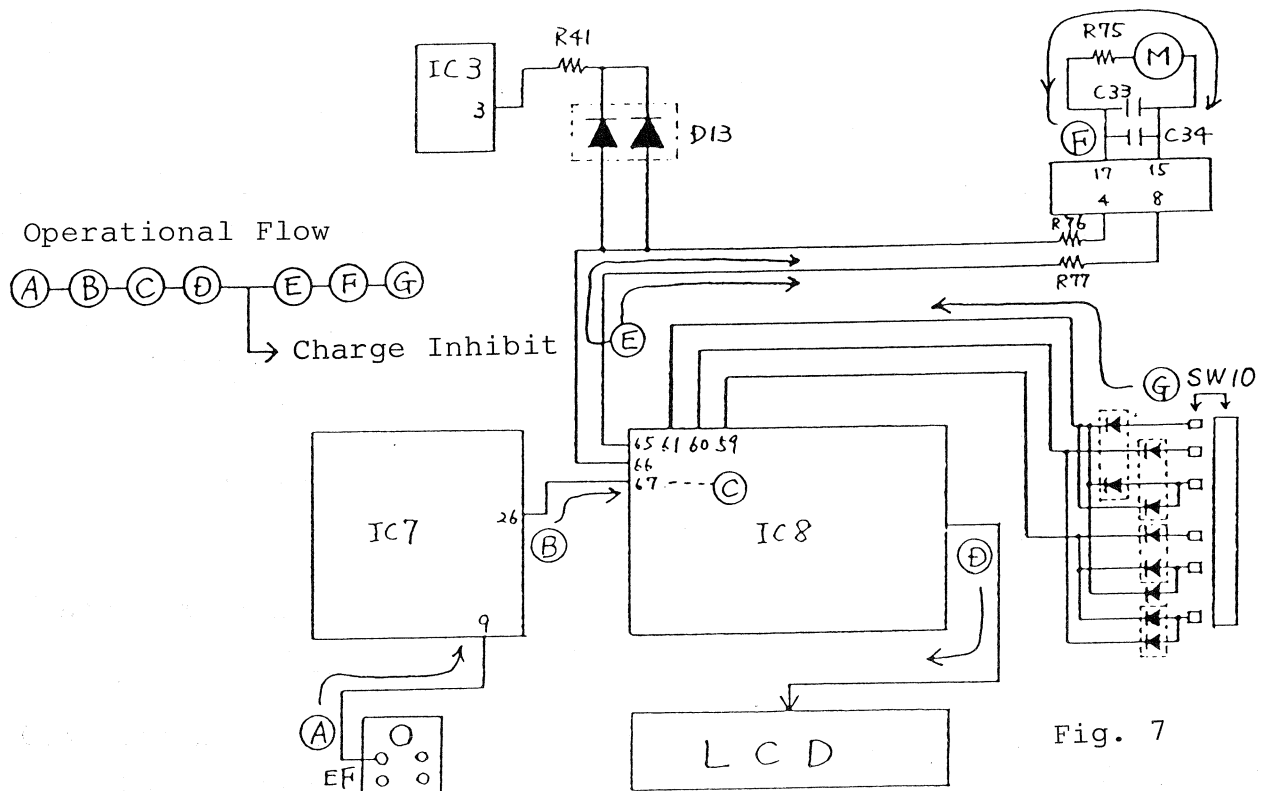 R41
IC3
3
D13
R75
M
C33
C34
F
17 15
4 8
R76
R77
Operational Flow
A B C D E F G
Charge Inhibit
E
G
SW10
65 61 60 59
66
67
C
26
IC7
B
IC8
D
9
A
EF
LCD
Fig. 7